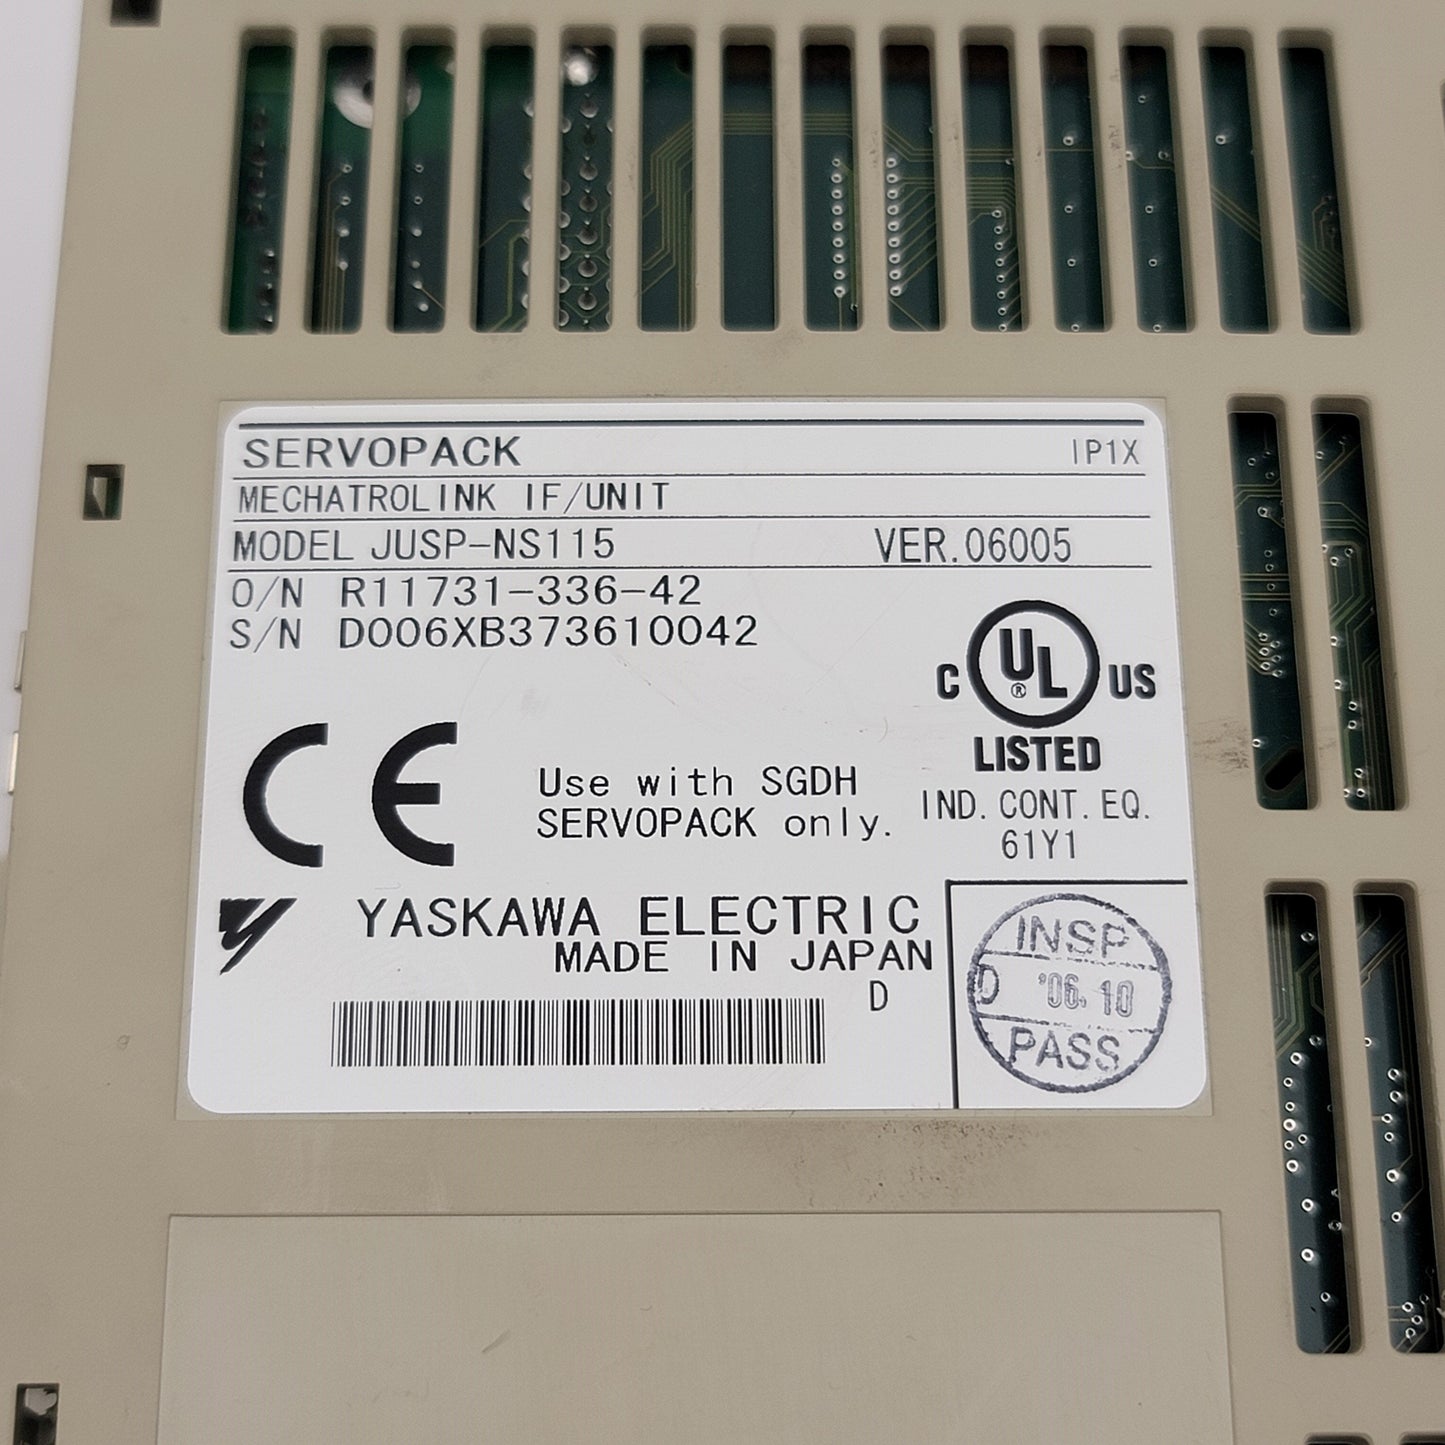 SERVOPACK IP1X
MECHATROLINK IF/UNIT
MODEL JUSP-NS115 VER.06005
O/N R11731-336-42
S/N D006XB373610042
C UL ® US
LISTED
IND. CONT. EQ.
61Y1
CE
Use with SGDH
SERVOPACK only.
YASKAWA ELECTRIC
MADE IN JAPAN
D
INSP
D '06.10
PASS